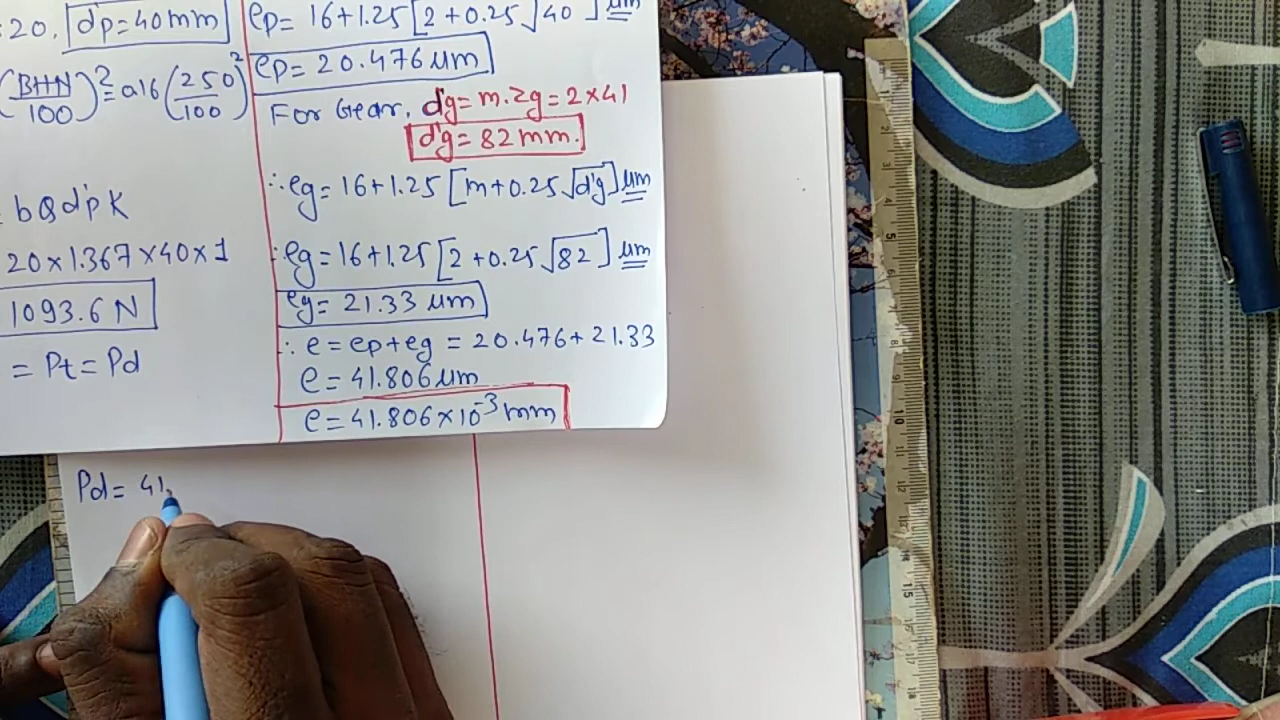 :20, d'p=40mm
(BHN/100)² = 0.16(250/100)²
bQd'pK
20×1.367×40×1
1093.6 N
= Pt = Pd
ep= 16+1.25[2+0.25√40] µm
ep= 20.476 µm
For Gear, d'g= m.zg= 2×41
d'g= 82 mm.
∴ eg= 16+1.25 [m+0.25√d'g] µm
∴ eg= 16+1.25 [2+0.25√82] µm
eg= 21.33 µm
∴ e= ep+eg = 20.476+21.33
e= 41.806 µm
e= 41.806×10⁻³ mm
Pd= 41.